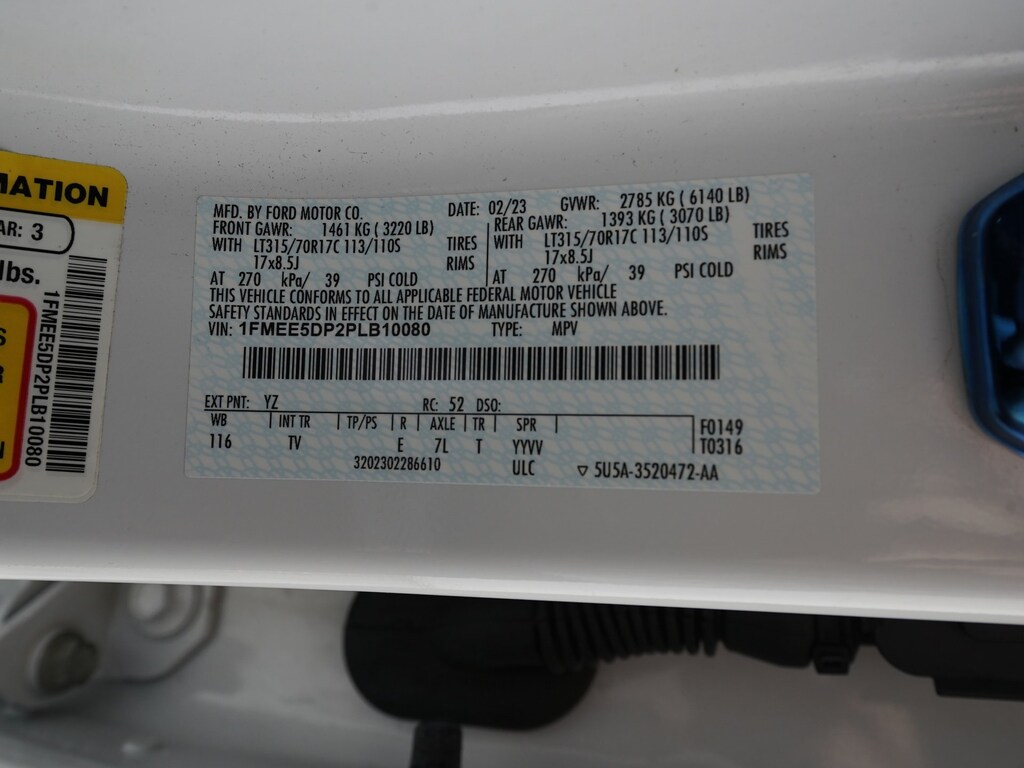 MATION
AR: 3
lbs.
S
R
N
1FMEE5DP2PLB10080
MFD. BY FORD MOTOR CO. DATE: 02/23 GVWR: 2785 KG ( 6140 LB)
FRONT GAWR: 1461 KG ( 3220 LB) REAR GAWR: 1393 KG ( 3070 LB)
WITH LT315/70R17C 113/110S TIRES WITH LT315/70R17C 113/110S TIRES
17x8.5J RIMS 17x8.5J RIMS
AT 270 kPa/ 39 PSI COLD AT 270 kPa/ 39 PSI COLD
THIS VEHICLE CONFORMS TO ALL APPLICABLE FEDERAL MOTOR VEHICLE
SAFETY STANDARDS IN EFFECT ON THE DATE OF MANUFACTURE SHOWN ABOVE.
VIN: 1FMEE5DP2PLB10080 TYPE: MPV
EXT PNT: YZ RC: 52 DSO:
WB INT TR TP/PS R AXLE TR SPR F0149
116 TV E 7L T YYVV T0316
3202302286610 ULC 5U5A-3520472-AA